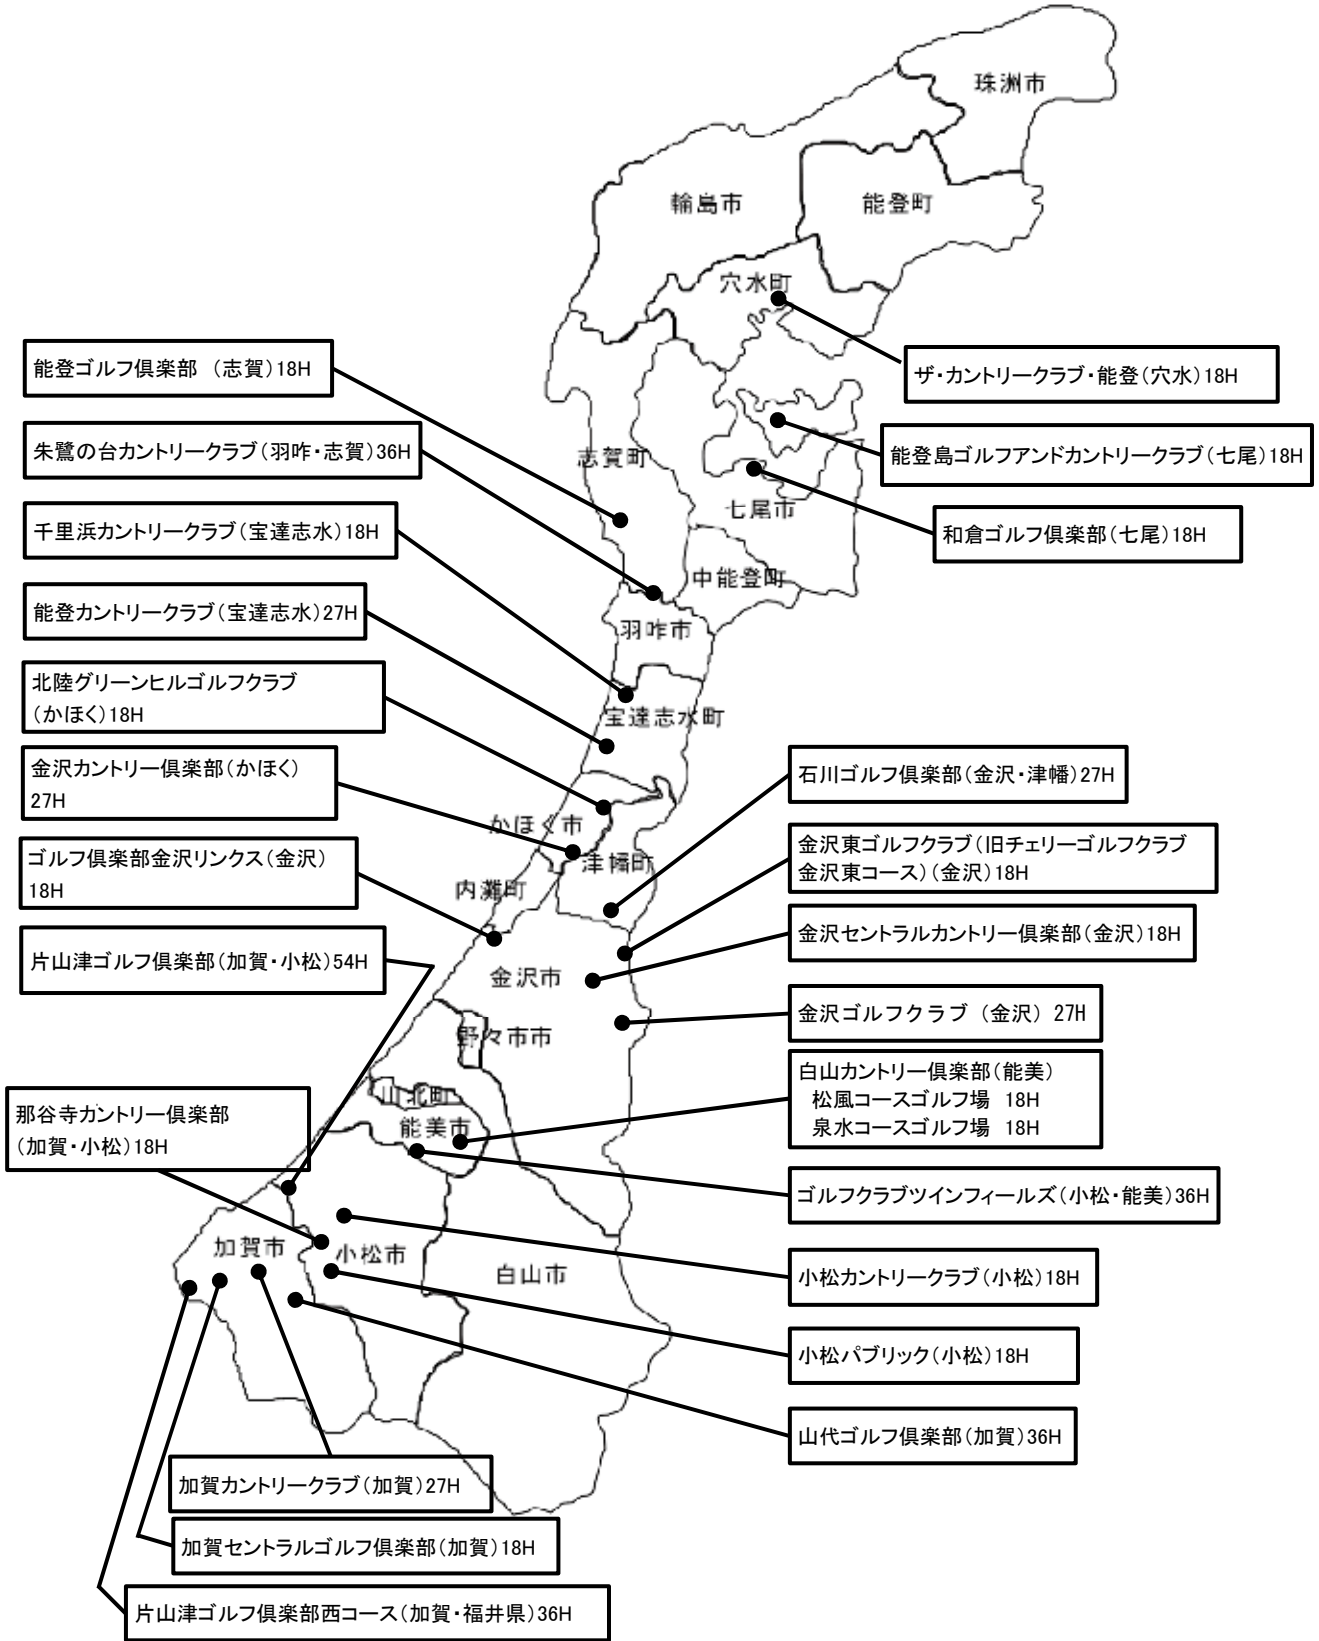 珠洲市
輪島市
能登町
穴水町
能登ゴルフ倶楽部 （志賀）18H
ザ・カントリークラブ・能登（穴水）18H
朱鷺の台カントリークラブ（羽咋・志賀）36H
志賀町
能登島ゴルフアンドカントリークラブ（七尾）18H
七尾市
千里浜カントリークラブ（宝達志水）18H
和倉ゴルフ倶楽部（七尾）18H
中能登町
能登カントリークラブ（宝達志水）27H
羽咋市
北陸グリーンヒルゴルフクラブ
（かほく）18H
宝達志水町
金沢カントリー倶楽部（かほく）
27H
石川ゴルフ倶楽部（金沢・津幡）27H
かほく市
ゴルフ倶楽部金沢リンクス（金沢）
18H
津幡町
金沢東ゴルフクラブ（旧チェリーゴルフクラブ
金沢東コース）（金沢）18H
内灘町
片山津ゴルフ倶楽部（加賀・小松）54H
金沢セントラルカントリー倶楽部（金沢）18H
金沢市
金沢ゴルフクラブ （金沢） 27H
野々市市
白山カントリー倶楽部（能美）
松風コースゴルフ場 18H
泉水コースゴルフ場 18H
川北町
那谷寺カントリー倶楽部
（加賀・小松）18H
能美市
ゴルフクラブツインフィールズ（小松・能美）36H
加賀市
小松市
白山市
小松カントリークラブ（小松）18H
小松パブリック（小松）18H
山代ゴルフ倶楽部（加賀）36H
加賀カントリークラブ（加賀）27H
加賀セントラルゴルフ倶楽部（加賀）18H
片山津ゴルフ倶楽部西コース（加賀・福井県）36H